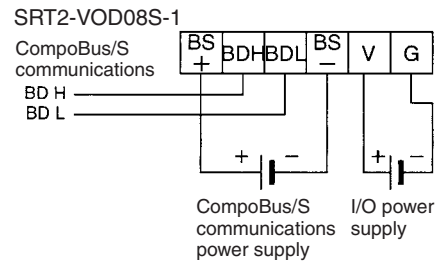 SRT2-VOD08S-1
CompoBus/S
communications
BS
+
BDH
BDL
BS
−
V
G
BD H
BD L
+ −
+ −
CompoBus/S
communications
power supply
I/O power
supply